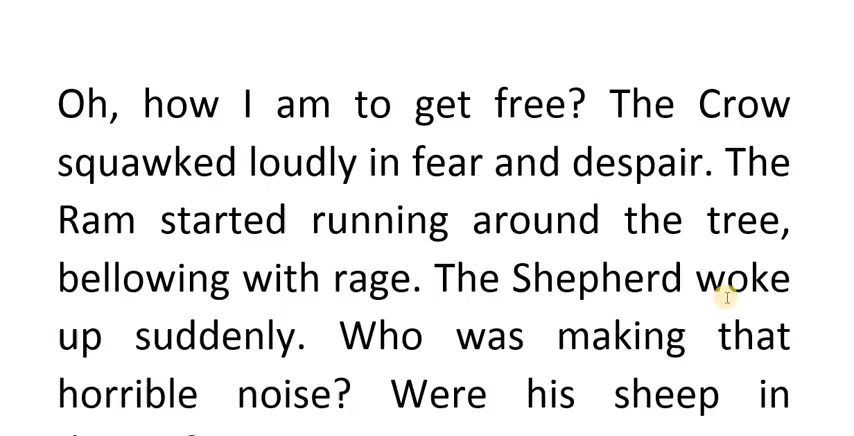 Oh, how I am to get free? The Crow
squawked loudly in fear and despair. The
Ram started running around the tree,
bellowing with rage. The Shepherd woke
up suddenly. Who was making that
horrible noise? Were his sheep in